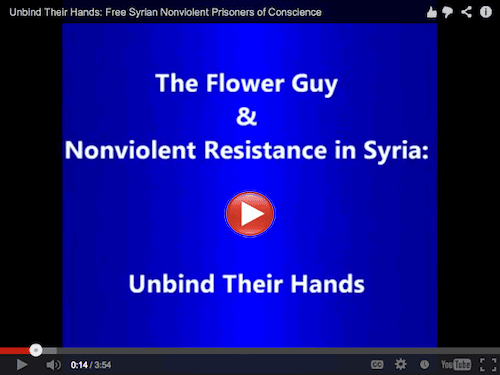 Unbind Their Hands: Free Syrian Nonviolent Prisoners of Conscience
The Flower Guy
&
Nonviolent Resistance in Syria:
Unbind Their Hands
0:14 / 3:54
CC
YouTube